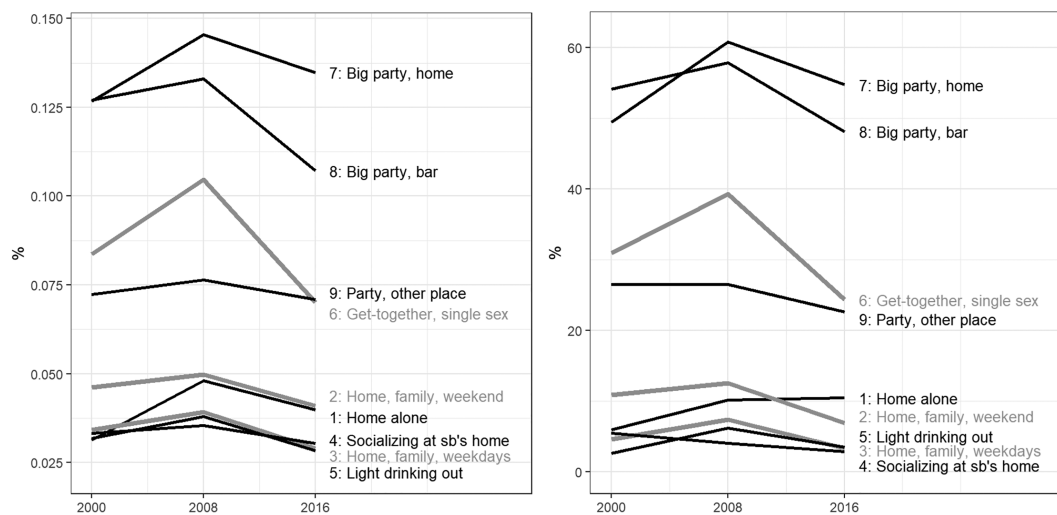 0.150
0.125
0.100
0.075
0.050
0.025
%
7: Big party, home
8: Big party, bar
9: Party, other place
6: Get-together, single sex
2: Home, family, weekend
1: Home alone
4: Socializing at sb's home
3: Home, family, weekdays
5: Light drinking out
2000 2008 2016
60
40
20
0
%
7: Big party, home
8: Big party, bar
6: Get-together, single sex
9: Party, other place
1: Home alone
2: Home, family, weekend
5: Light drinking out
3: Home, family, weekdays
4: Socializing at sb's home
2000 2008 2016